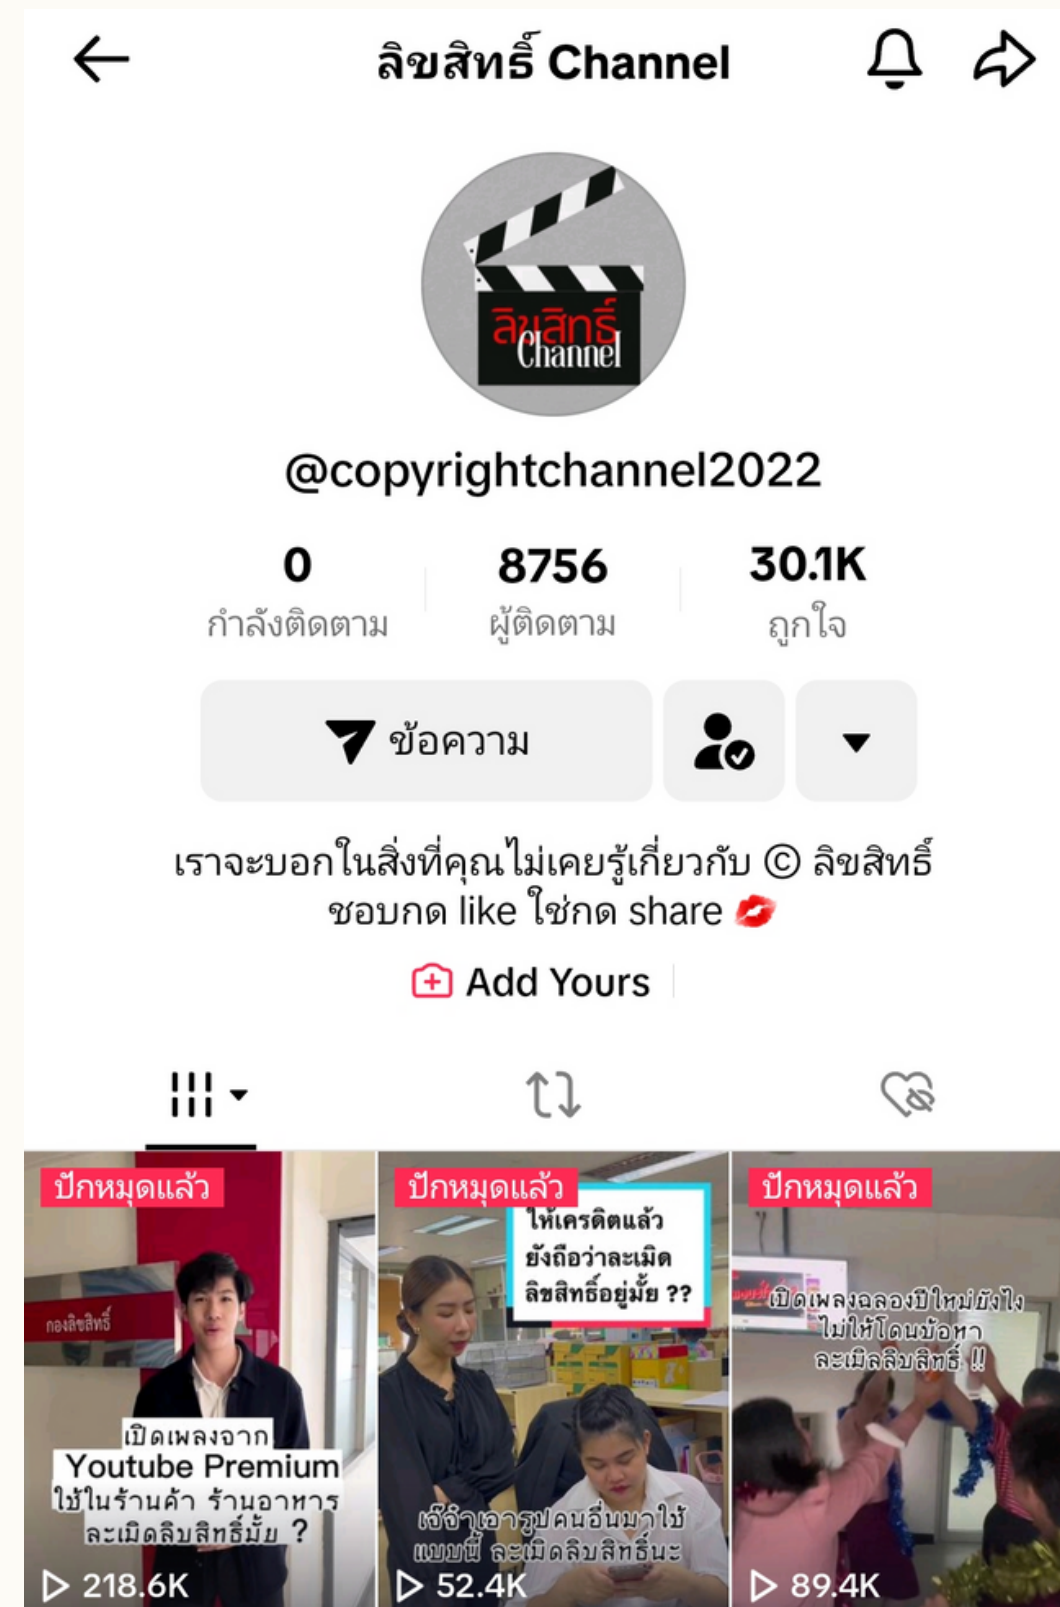 ลิขสิทธิ์ Channel
ลิขสิทธิ์
Channel
@copyrightchannel2022
0
กำลังติดตาม
8756
ผู้ติดตาม
30.1K
ถูกใจ
ข้อความ
เราจะบอกในสิ่งที่คุณไม่เคยรู้เกี่ยวกับ © ลิขสิทธิ์
ชอบกด like ใช่กด share 💋
Add Yours
ปักหมุดแล้ว
กองลิขสิทธิ์
เปิดเพลงจาก
Youtube Premium
ใช้ในร้านค้า ร้านอาหาร
ละเมิดลิขสิทธิ์มั้ย ?
218.6K
ปักหมุดแล้ว
ให้เครดิตแล้ว
ยังถือว่าละเมิด
ลิขสิทธิ์อยู่มั้ย ??
เจ๊จ๋าเอารูปคนอื่นมาใช้
แบบนี้ ละเมิดลิขสิทธิ์นะ
52.4K
ปักหมุดแล้ว
เปิดเพลงฉลองปีใหม่ยังไง
ไม่ให้โดนข้อหา
ละเมิดลิขสิทธิ์ !!
89.4K